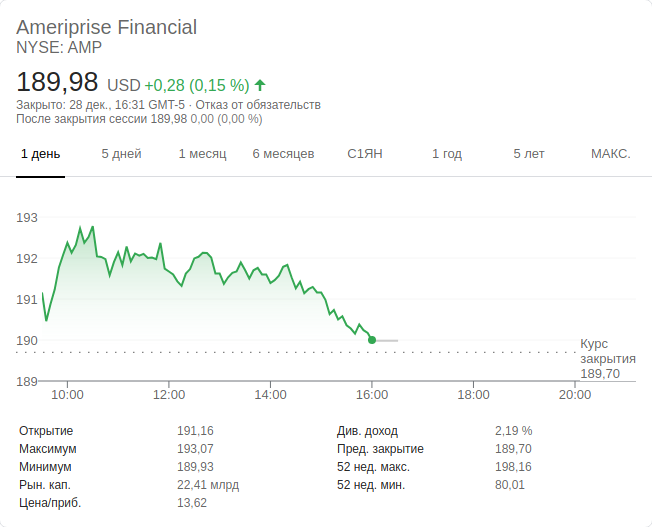 Ameriprise Financial
NYSE: AMP
189,98 USD +0,28 (0,15 %)
Закрыто: 28 дек., 16:31 GMT-5 · Отказ от обязательств
После закрытия сессии 189,98 0,00 (0,00 %)
1 день 5 дней 1 месяц 6 месяцев С1ЯН 1 год 5 лет МАКС.
193
192
191
190
189
Курс
закрытия
189,70
10:00 12:00 14:00 16:00 18:00 20:00
Открытие 191,16 Див. доход 2,19 %
Максимум 193,07 Пред. закрытие 189,70
Минимум 189,93 52 нед. макс. 198,16
Рын. кап. 22,41 млрд 52 нед. мин. 80,01
Цена/приб. 13,62